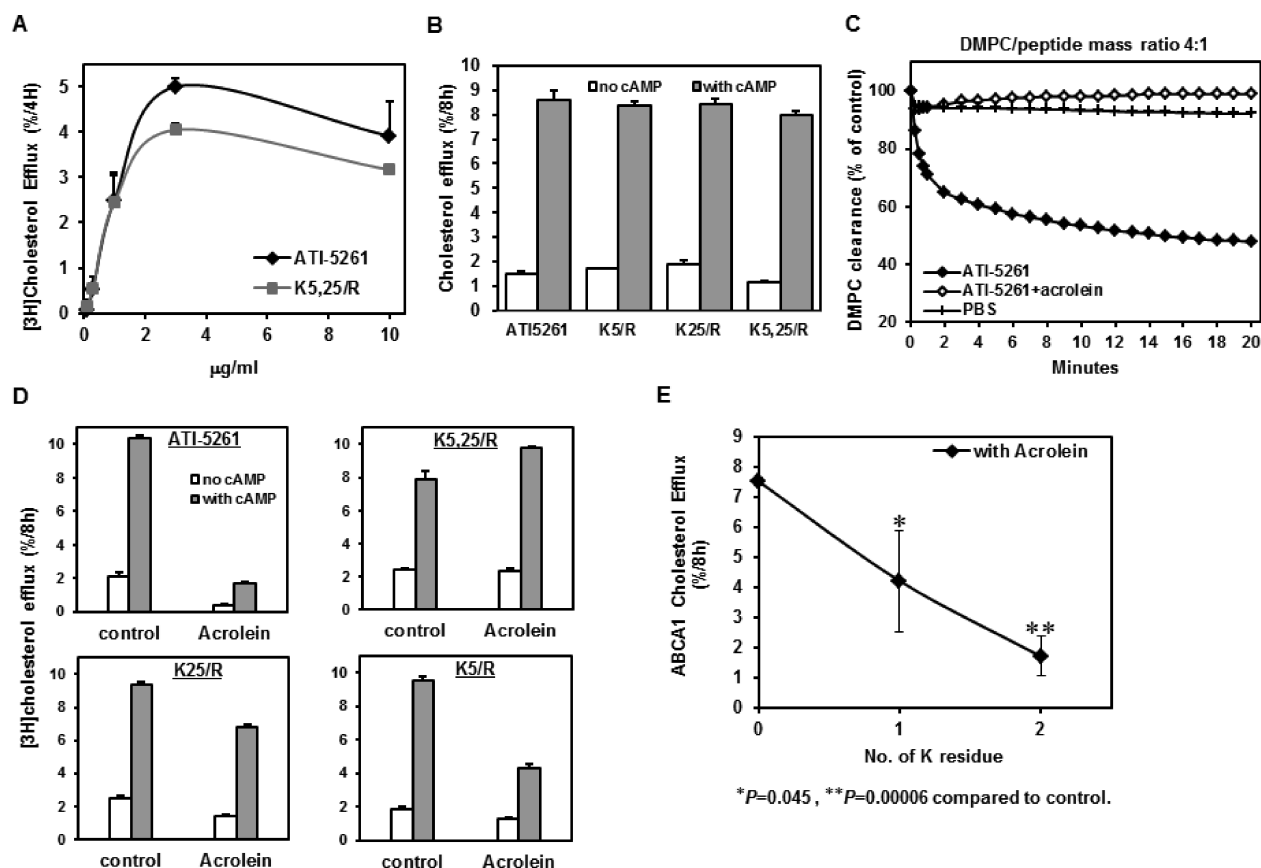 A
[3H]Cholesterol Efflux (%/4H)
5
4
3
2
1
0
ATI-5261
K5,25/R
0 2 4 6 8 10
µg/ml
B
Cholesterol efflux (%/8h)
10
9
8
7
6
5
4
3
2
1
0
no cAMP with cAMP
ATI5261 K5/R K25/R K5,25/R
C
DMPC/peptide mass ratio 4:1
DMPC clearance (% of control)
100
80
60
40
20
ATI-5261
ATI-5261+acrolein
PBS
0 2 4 6 8 10 12 14 16 18 20
Minutes
D
[3H]cholesterol efflux (%/8h)
ATI-5261
10
8
6
4
2
0
no cAMP
with cAMP
control Acrolein
K5,25/R
10
8
6
4
2
0
control Acrolein
K25/R
10
8
6
4
2
0
control Acrolein
K5/R
10
8
6
4
2
0
control Acrolein
E
ABCA1 Cholesterol Efflux
(%/8h)
9
8
7
6
5
4
3
2
1
0
with Acrolein
*
**
0 1 2
No. of K residue
*P=0.045 , **P=0.00006 compared to control.